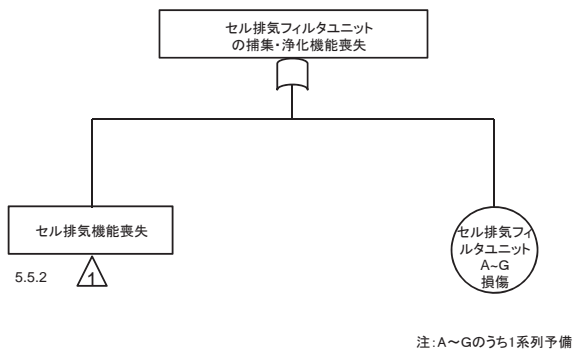 セル排気フィルタユニット
の捕集・浄化機能喪失
セル排気機能喪失
5.5.2
1
セル排気フィ
ルタユニット
A~G
損傷
注:A～Gのうち1系列予備